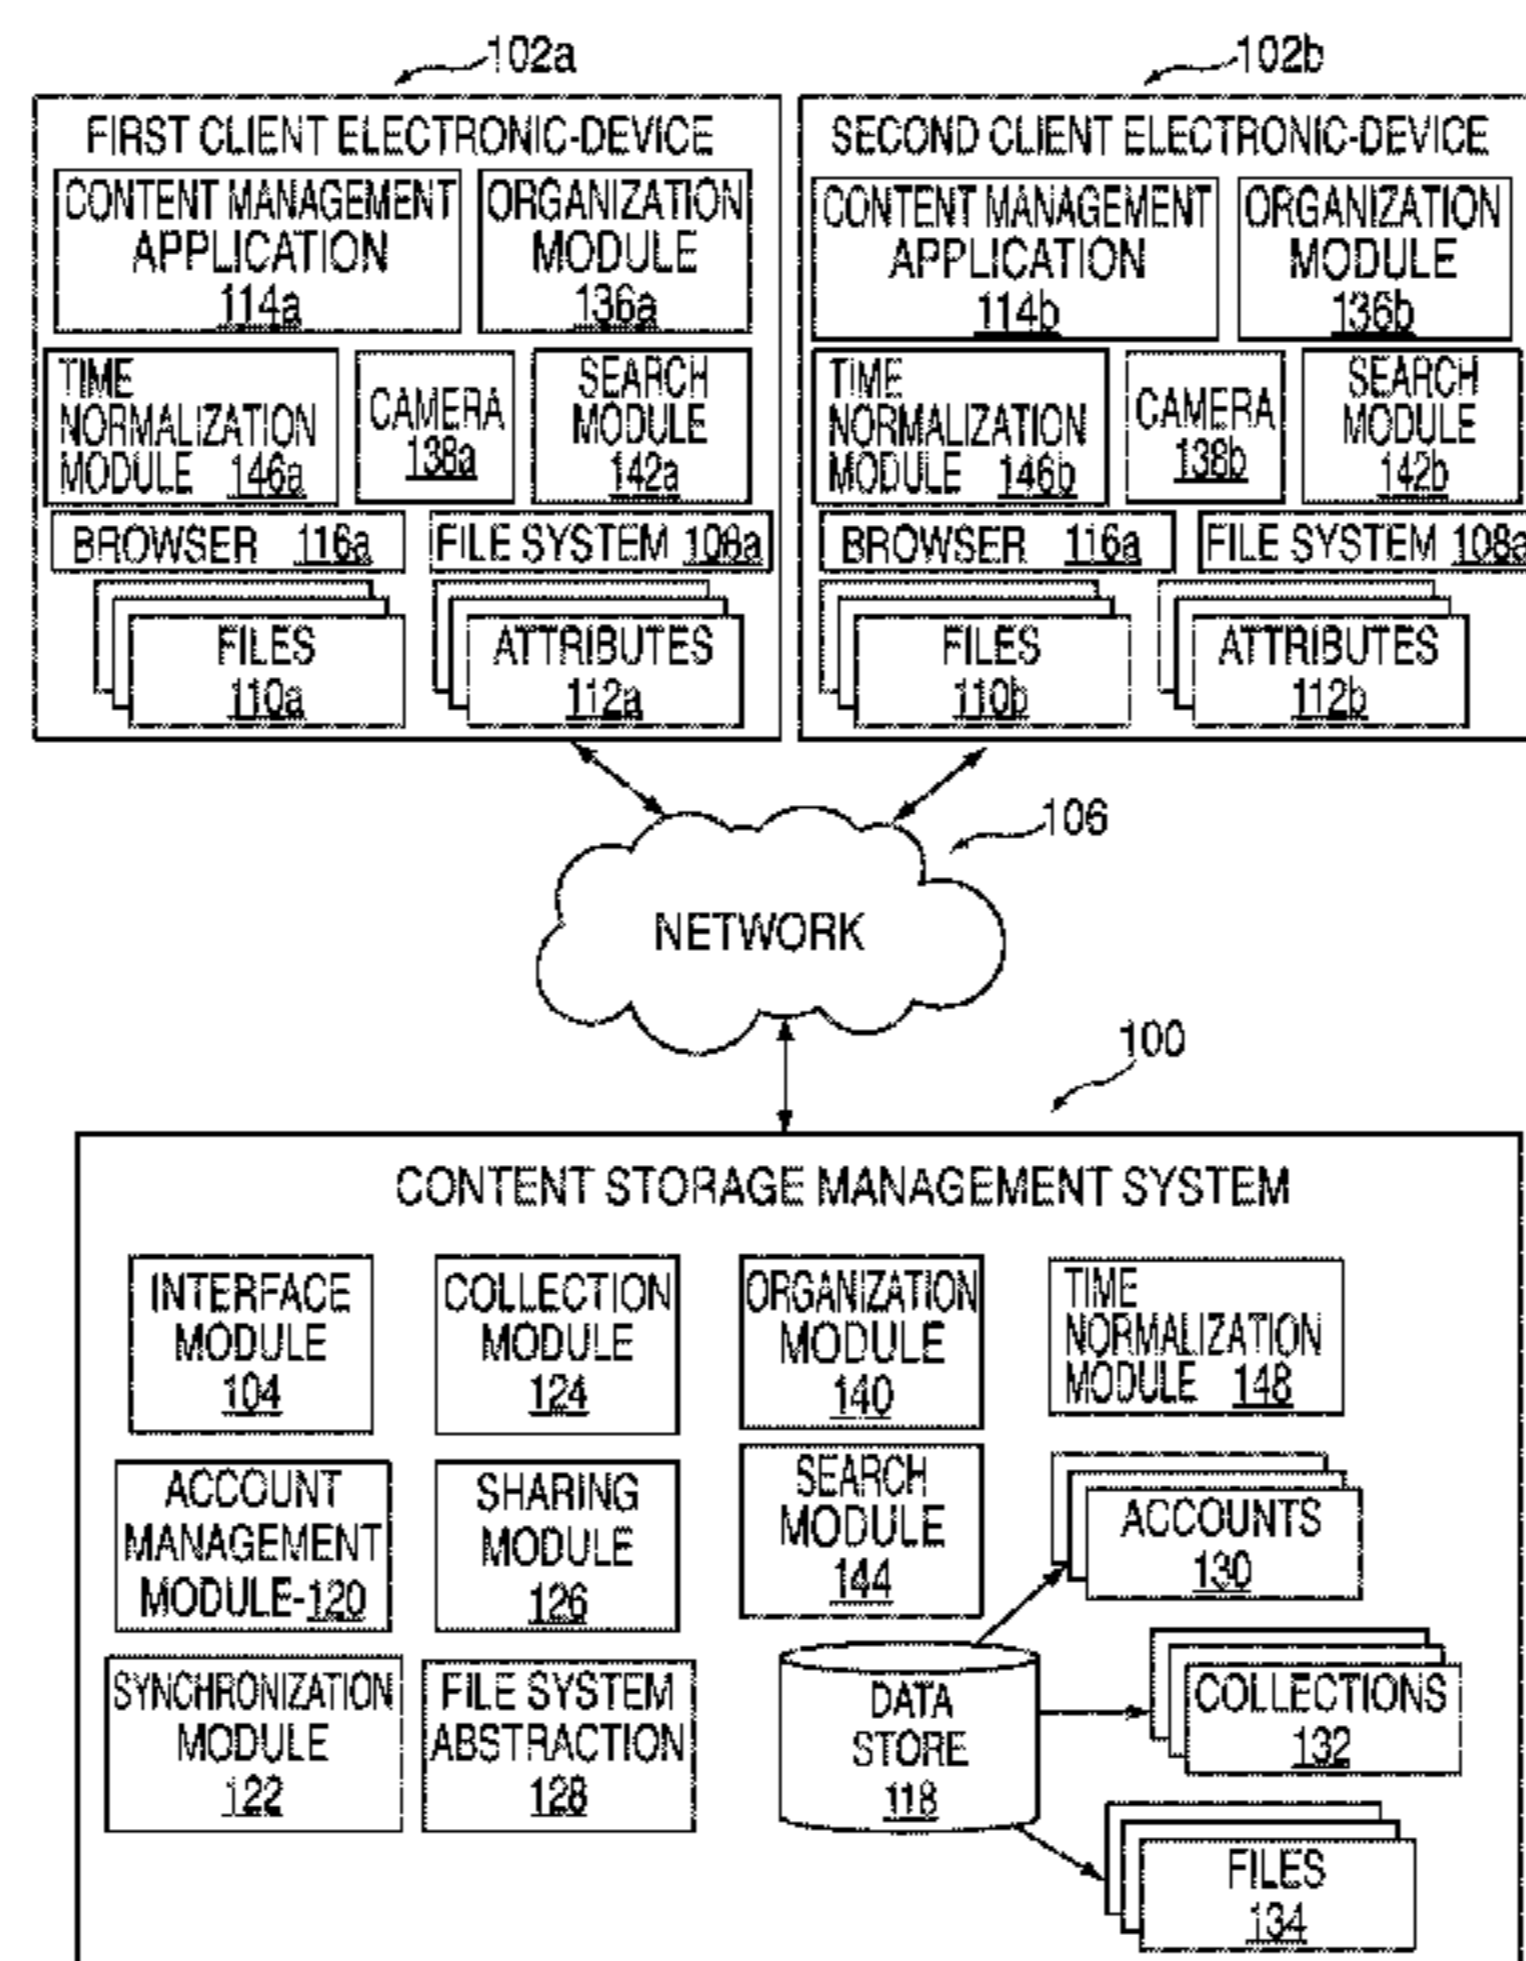 102a
FIRST CLIENT ELECTRONIC-DEVICE
CONTENT MANAGEMENT
APPLICATION
114a
ORGANIZATION
MODULE
136a
TIME
NORMALIZATION
MODULE 146a
CAMERA
138a
SEARCH
MODULE
142a
BROWSER 116a
FILE SYSTEM 108a
FILES
110a
ATTRIBUTES
112a
102b
SECOND CLIENT ELECTRONIC-DEVICE
CONTENT MANAGEMENT
APPLICATION
114b
ORGANIZATION
MODULE
136b
TIME
NORMALIZATION
MODULE 146b
CAMERA
138b
SEARCH
MODULE
142b
BROWSER 116a
FILE SYSTEM 108a
FILES
110b
ATTRIBUTES
112b
106
NETWORK
100
CONTENT STORAGE MANAGEMENT SYSTEM
INTERFACE
MODULE
104
COLLECTION
MODULE
124
ORGANIZATION
MODULE
140
TIME
NORMALIZATION
MODULE 148
ACCOUNT
MANAGEMENT
MODULE-120
SHARING
MODULE
126
SEARCH
MODULE
144
ACCOUNTS
130
SYNCHRONIZATION
MODULE
122
FILE SYSTEM
ABSTRACTION
128
DATA
STORE
118
COLLECTIONS
132
FILES
134